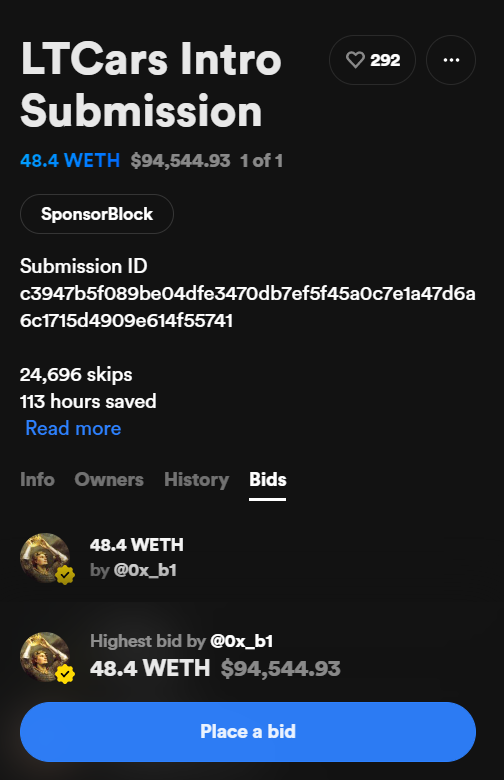 LTCars Intro
Submission
292
48.4 WETH $94,544.93 1 of 1
SponsorBlock
Submission ID
c3947b5f089be04dfe3470db7ef5f45a0c7e1a47d6a
6c1715d4909e614f55741
24,696 skips
113 hours saved
Read more
Info Owners History Bids
48.4 WETH
by @0x_b1
Highest bid by @0x_b1
48.4 WETH $94,544.93
Place a bid